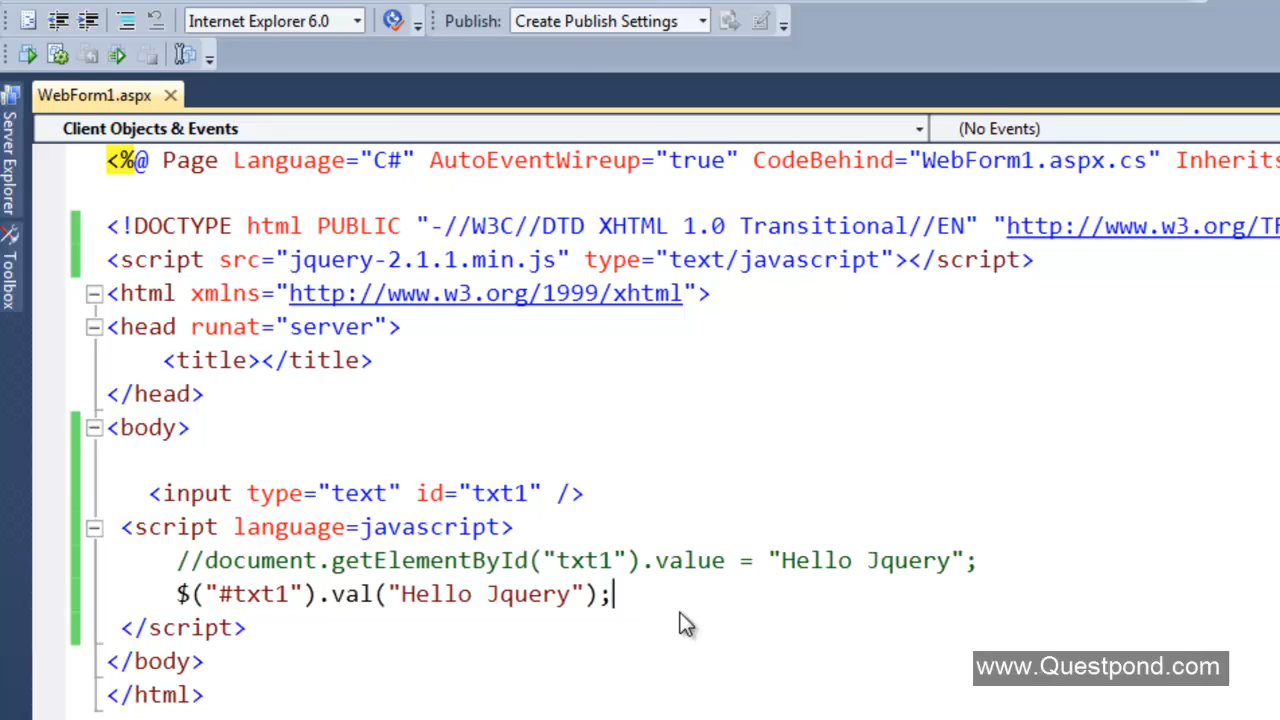 Internet Explorer 6.0 Publish: Create Publish Settings
WebForm1.aspx
Server Explorer
Toolbox
Client Objects & Events (No Events)
<%@ Page Language="C#" AutoEventWireup="true" CodeBehind="WebForm1.aspx.cs" Inherits
<!DOCTYPE html PUBLIC "-//W3C//DTD XHTML 1.0 Transitional//EN" "http://www.w3.org/TR
<script src="jquery-2.1.1.min.js" type="text/javascript"></script>
<html xmlns="http://www.w3.org/1999/xhtml">
<head runat="server">
<title></title>
</head>
<body>
<input type="text" id="txt1" />
<script language=javascript>
//document.getElementById("txt1").value = "Hello Jquery";
$("#txt1").val("Hello Jquery");
</script>
</body>
</html>
www.Questpond.com